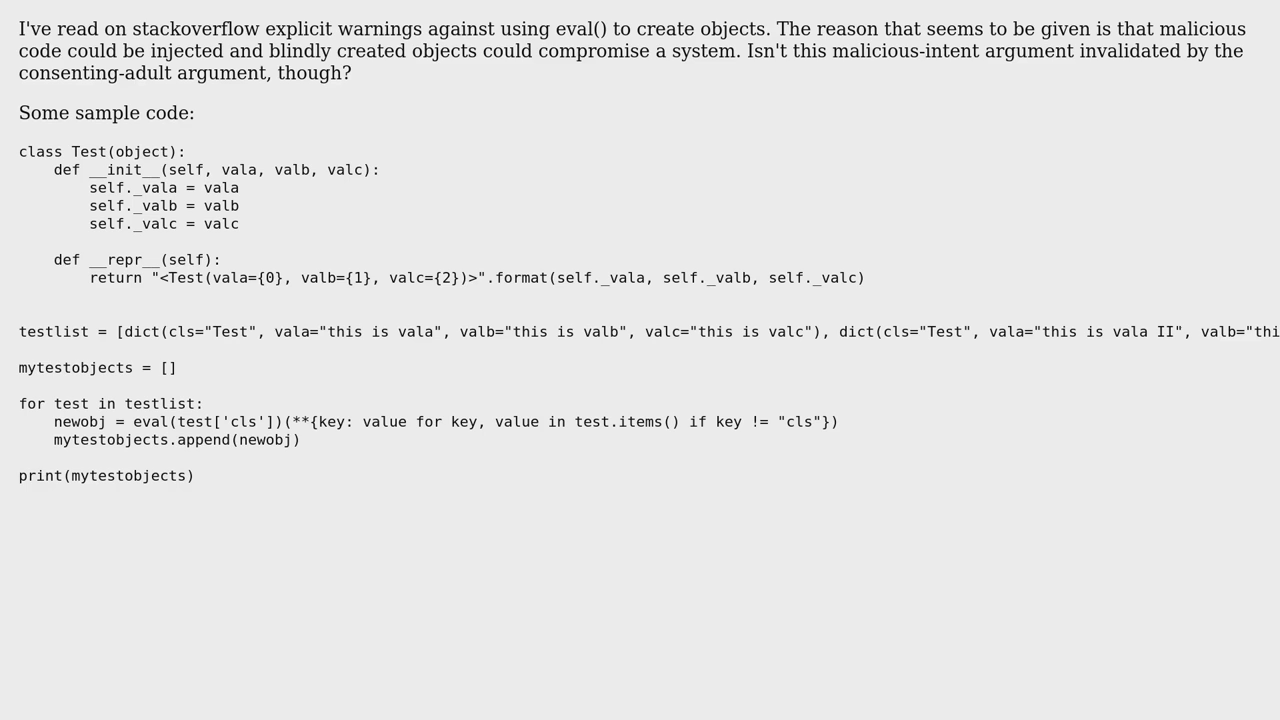 I've read on stackoverflow explicit warnings against using eval() to create objects. The reason that seems to be given is that malicious
code could be injected and blindly created objects could compromise a system. Isn't this malicious-intent argument invalidated by the
consenting-adult argument, though?
Some sample code:
class Test(object):
    def __init__(self, vala, valb, valc):
        self._vala = vala
        self._valb = valb
        self._valc = valc
    def __repr__(self):
        return "<Test(vala={0}, valb={1}, valc={2})>".format(self._vala, self._valb, self._valc)
testlist = [dict(cls="Test", vala="this is vala", valb="this is valb", valc="this is valc"), dict(cls="Test", vala="this is vala II", valb="thi
mytestobjects = []
for test in testlist:
    newobj = eval(test['cls'])(**{key: value for key, value in test.items() if key != "cls"})
    mytestobjects.append(newobj)
print(mytestobjects)